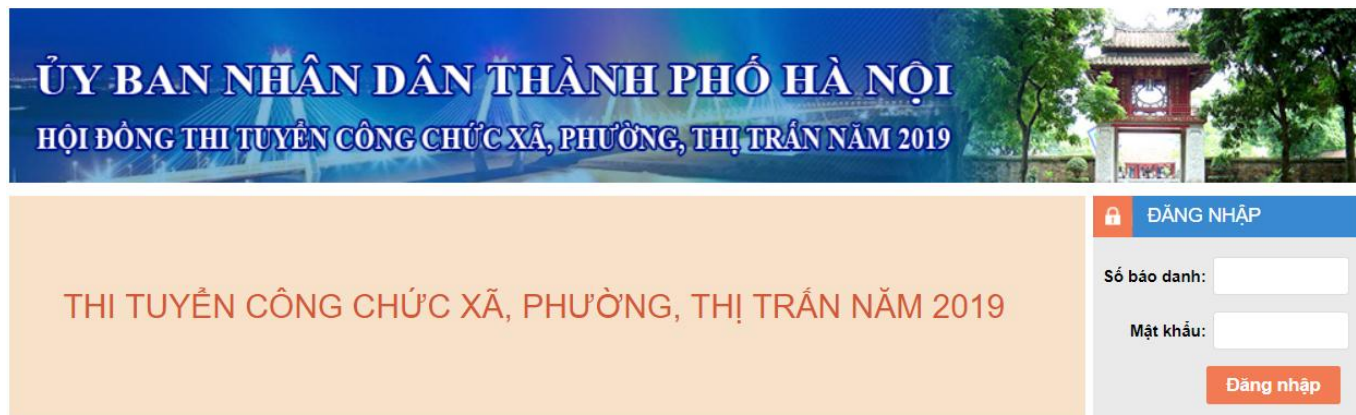 ỦY BAN NHÂN DÂN THÀNH PHỐ HÀ NỘI
HỘI ĐỒNG THI TUYỂN CÔNG CHỨC XÃ, PHƯỜNG, THỊ TRẤN NĂM 2019
THI TUYỂN CÔNG CHỨC XÃ, PHƯỜNG, THỊ TRẤN NĂM 2019
ĐĂNG NHẬP
Số báo danh:
Mật khẩu:
Đăng nhập